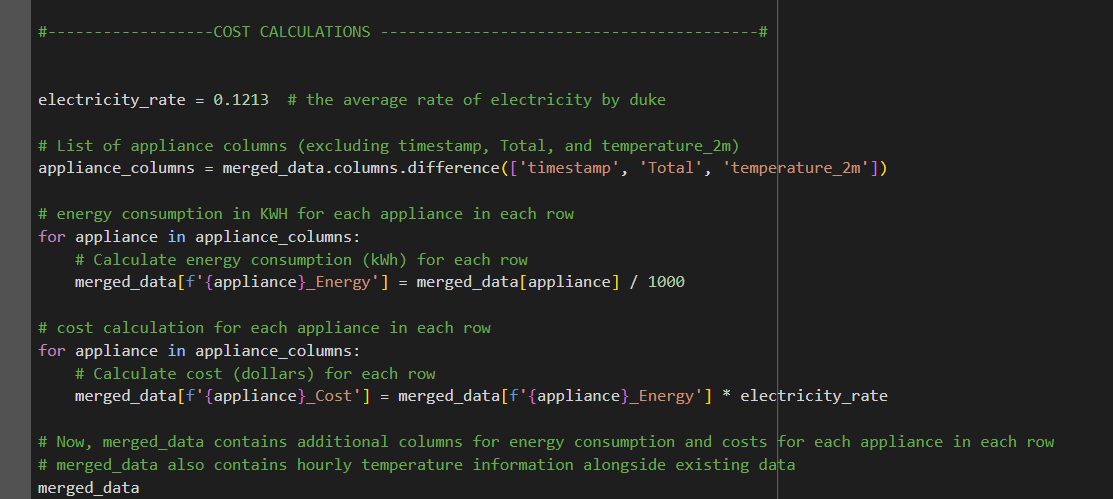 #------------------COST CALCULATIONS -----------------------------------------#
electricity_rate = 0.1213  # the average rate of electricity by duke
# List of appliance columns (excluding timestamp, Total, and temperature_2m)
appliance_columns = merged_data.columns.difference(['timestamp', 'Total', 'temperature_2m'])
# energy consumption in KWH for each appliance in each row
for appliance in appliance_columns:
    # Calculate energy consumption (kWh) for each row
    merged_data[f'{appliance}_Energy'] = merged_data[appliance] / 1000
# cost calculation for each appliance in each row
for appliance in appliance_columns:
    # Calculate cost (dollars) for each row
    merged_data[f'{appliance}_Cost'] = merged_data[f'{appliance}_Energy'] * electricity_rate
# Now, merged_data contains additional columns for energy consumption and costs for each appliance in each row
# merged_data also contains hourly temperature information alongside existing data
merged_data